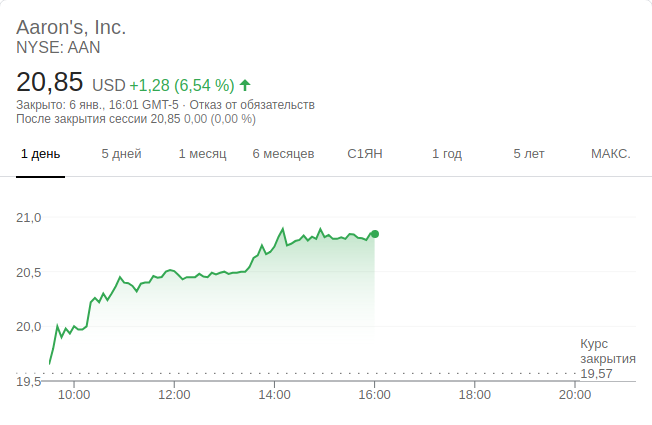 Aaron's, Inc.
NYSE: AAN
20,85 USD +1,28 (6,54 %)
Закрыто: 6 янв., 16:01 GMT-5 · Отказ от обязательств
После закрытия сессии 20,85 0,00 (0,00 %)
1 день 5 дней 1 месяц 6 месяцев С1ЯН 1 год 5 лет МАКС.
21,0
20,5
20,0
Курс
закрытия
19,57
19,5
10:00 12:00 14:00 16:00 18:00 20:00